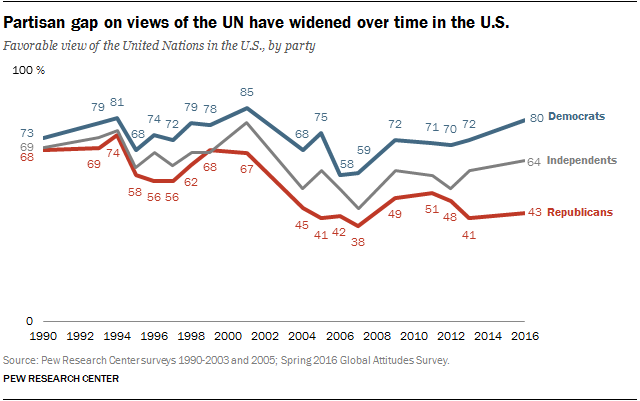 Partisan gap on views of the UN have widened over time in the U.S.
Favorable view of the United Nations in the U.S., by party
100 %
85
79 81
79 78
80 Democrats
73
74
72
75
72
71 70 72
69
68
68
68
64 Independents
69
74
58 59
58 56 56
62
68
67
45
41 42
38
49
51
48
41
43 Republicans
0
1990 1992 1994 1996 1998 2000 2002 2004 2006 2008 2010 2012 2014 2016
Source: Pew Research Center surveys 1990-2003 and 2005; Spring 2016 Global Attitudes Survey.
PEW RESEARCH CENTER